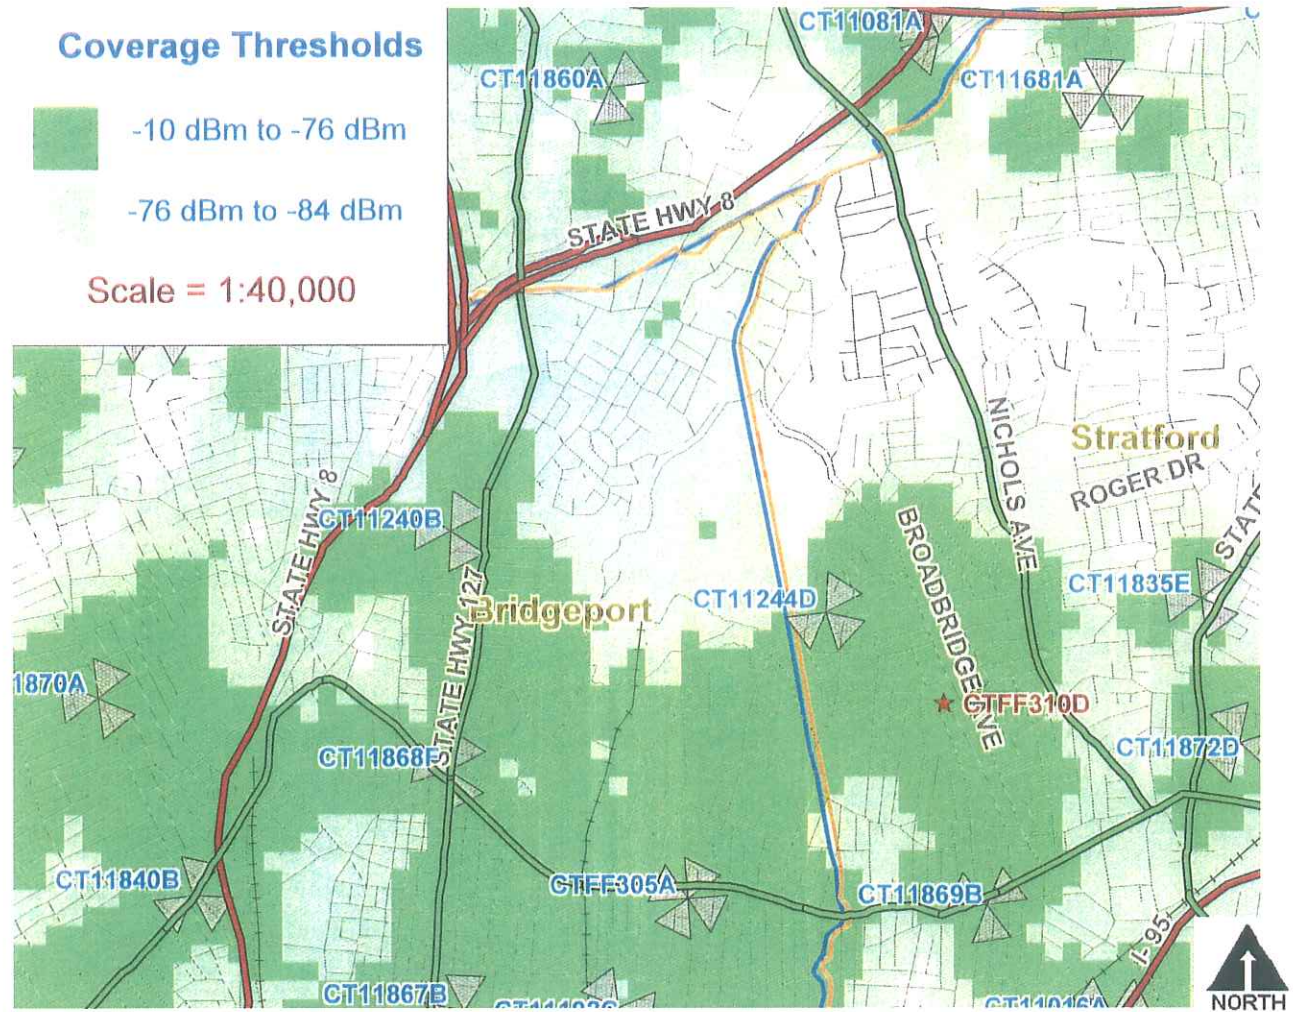 Coverage Thresholds
-10 dBm to -76 dBm
-76 dBm to -84 dBm
Scale = 1:40,000
CT11081A
CT11860A
CT11681A
STATE HWY 8
NICHOLS AVE
Stratford
ROGER DR
STATE
STATE HWY 8
CT11240B
BROADBRIDGE AVE
STATE HWY 127
Bridgeport
CT11244D
CT11835E
1870A
CTFF310D
CT11868F
CT11872D
CT11840B
CTFF305A
CT11869B
I-95
CT11867B
CT11016A
NORTH